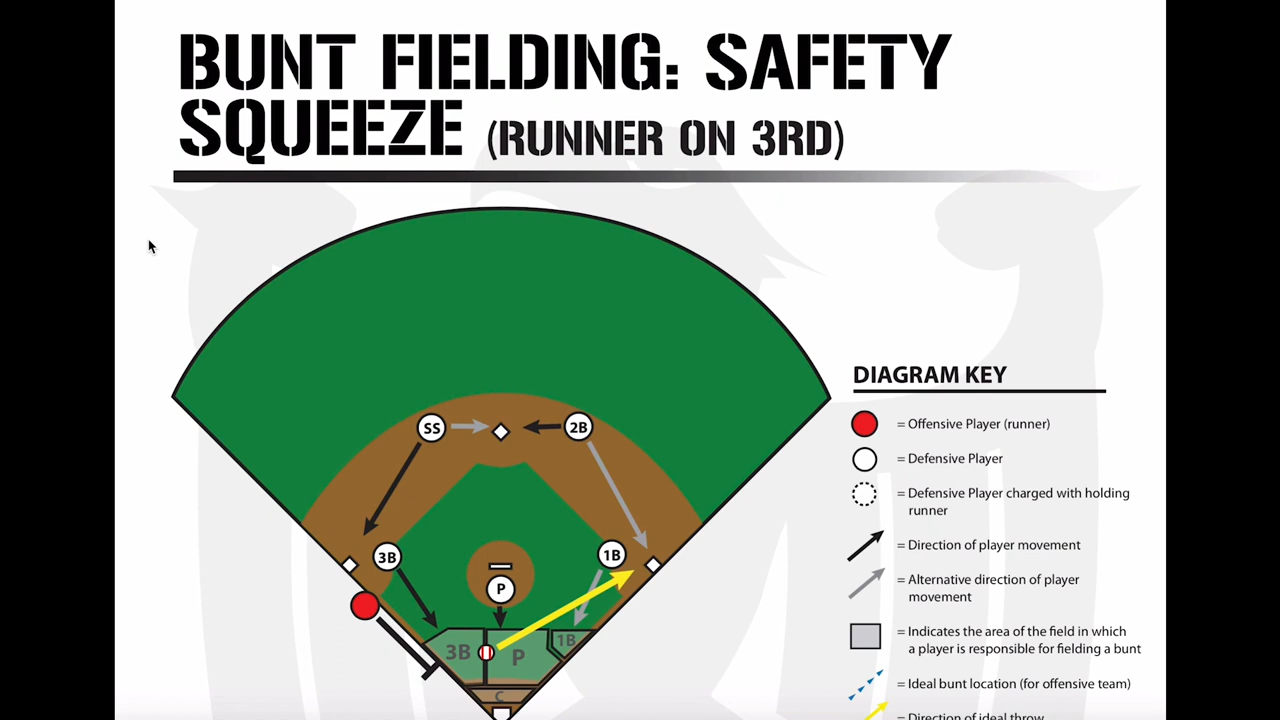 BUNT FIELDING: SAFETY
SQUEEZE (RUNNER ON 3RD)
DIAGRAM KEY
= Offensive Player (runner)
= Defensive Player
= Defensive Player charged with holding
runner
= Direction of player movement
= Alternative direction of player
movement
= Indicates the area of the field in which
a player is responsible for fielding a bunt
= Ideal bunt location (for offensive team)
= Direction of ideal throw
SS
2B
3B
1B
P
3B
P
1B
C